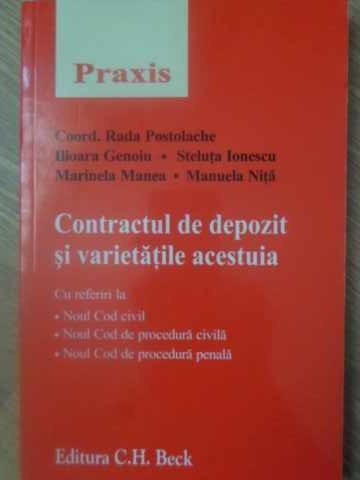 Praxis
Coord. Rada Postolache
Ilioara Genoiu • Steluța Ionescu
Marinela Manea • Manuela Niță
Contractul de depozit
și varietățile acestuia
Cu referiri la
• Noul Cod civil
• Noul Cod de procedură civilă
• Noul Cod de procedură penală
Editura C.H. Beck